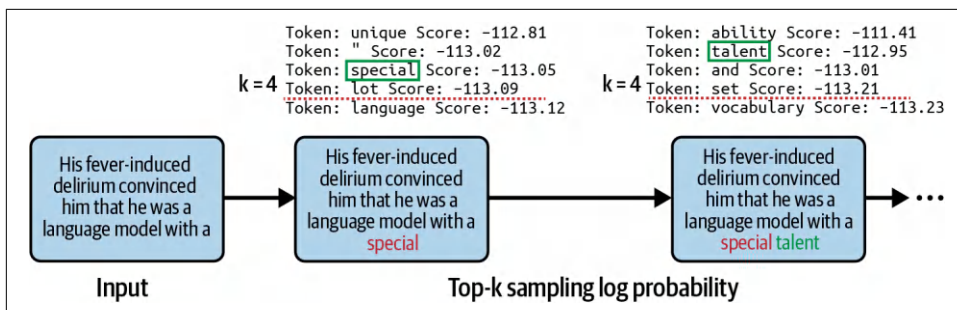 Token: unique Score: -112.81
Token: " Score: -113.02
Token: special Score: -113.05
k = 4
Token: lot Score: -113.09
Token: language Score: -113.12
Token: ability Score: -111.41
Token: talent Score: -112.95
Token: and Score: -113.01
k = 4
Token: set Score: -113.21
Token: vocabulary Score: -113.23
His fever-induced
delirium convinced
him that he was a
language model with a
His fever-induced
delirium convinced
him that he was a
language model with a
special
His fever-induced
delirium convinced
him that he was a
language model with a
special talent
...
Input
Top-k sampling log probability